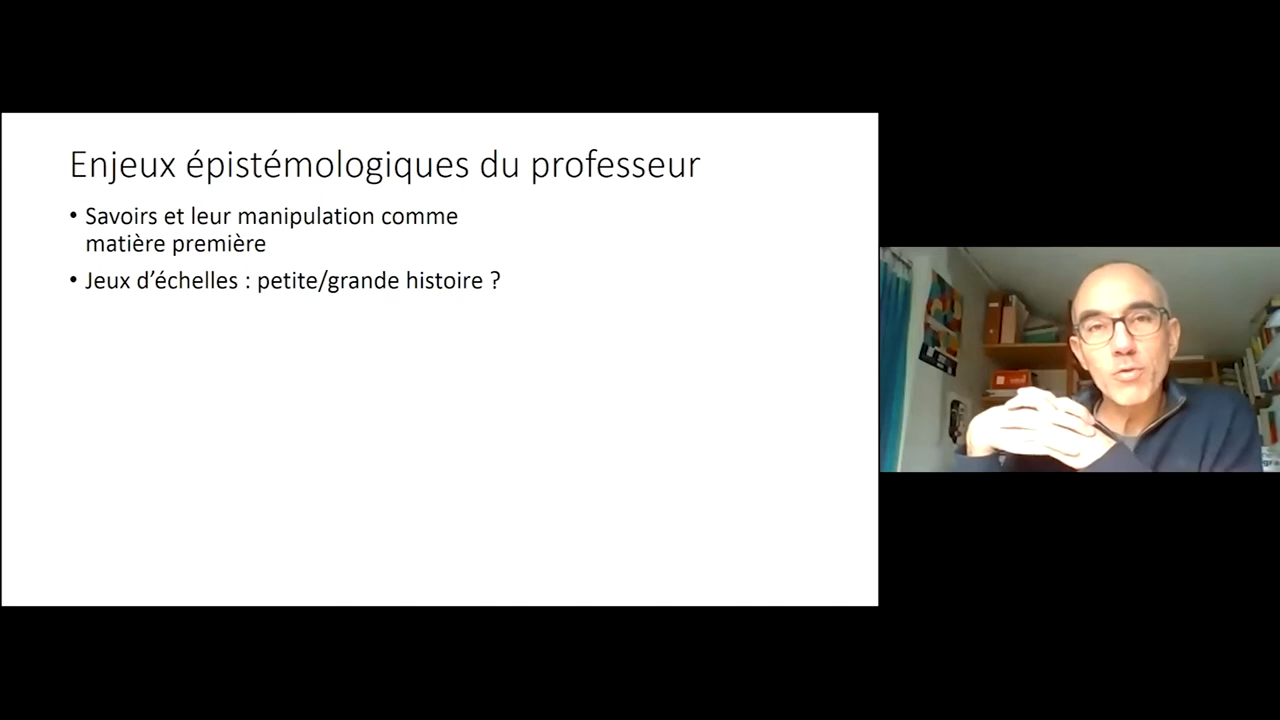 Enjeux épistémologiques du professeur
• Savoirs et leur manipulation comme
matière première
• Jeux d’échelles : petite/grande histoire ?